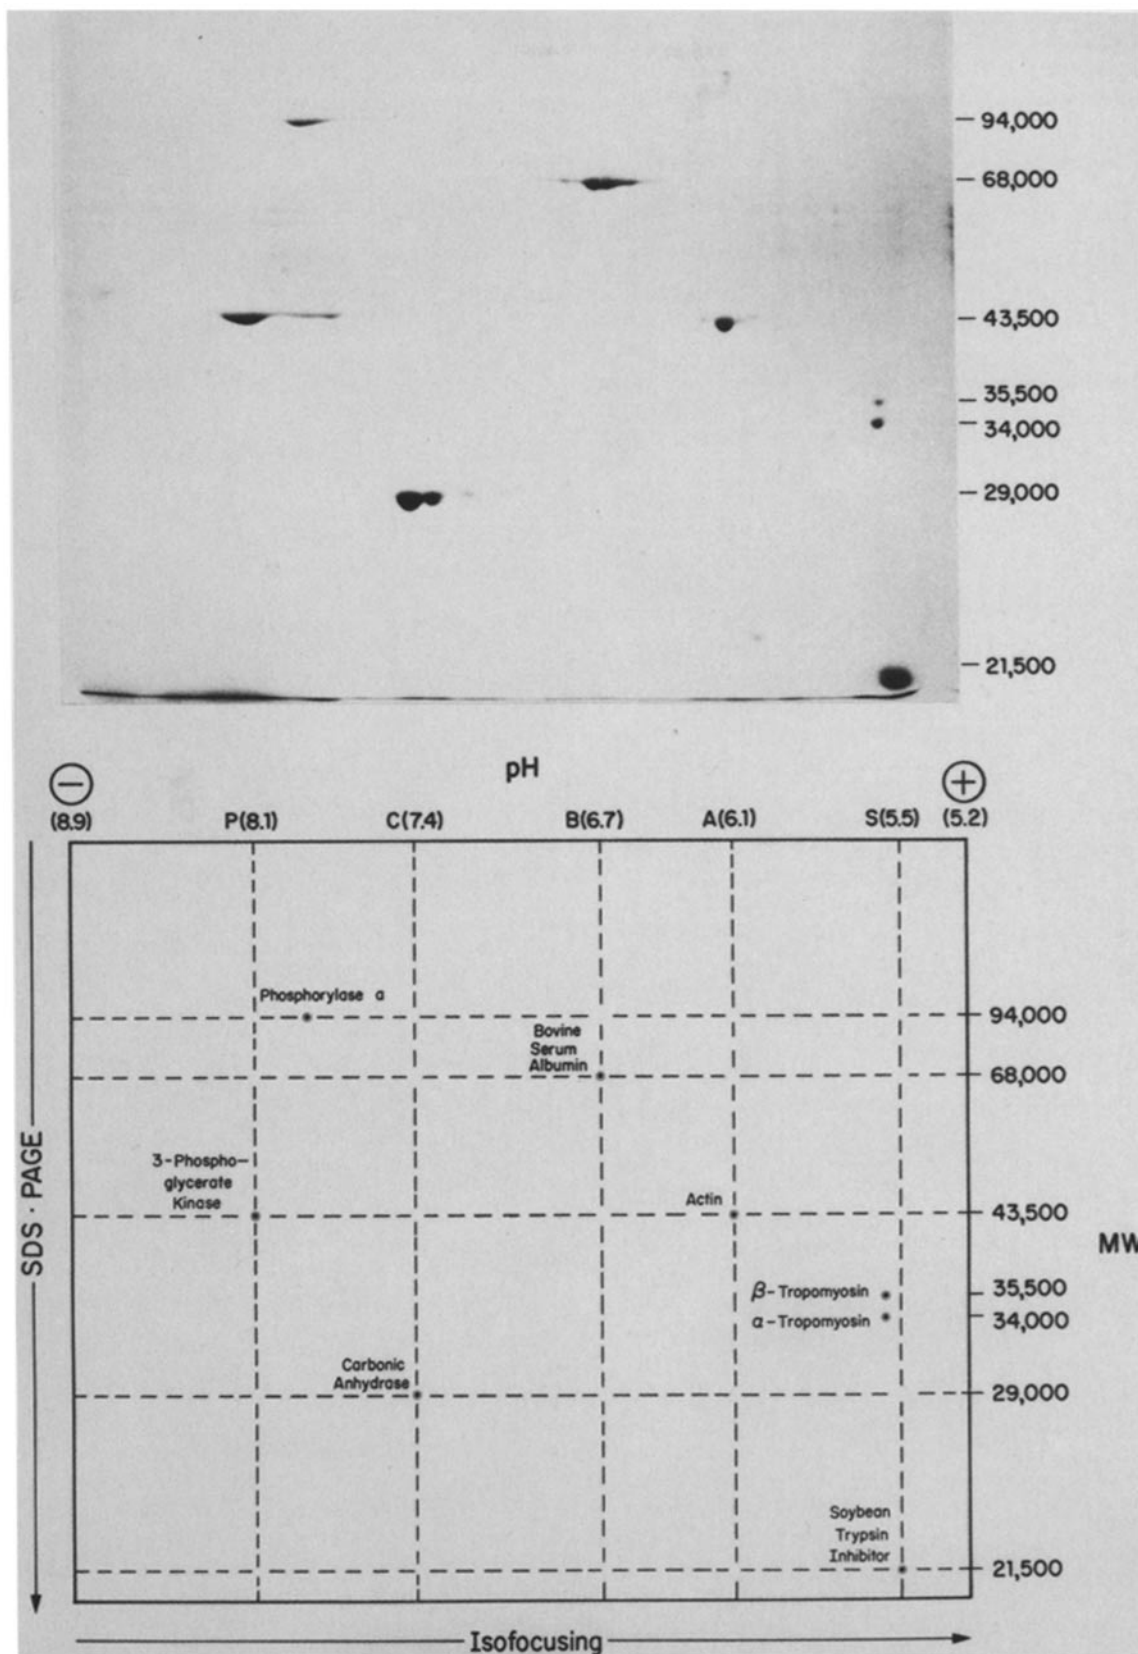 94,000
68,000
43,500
35,500
34,000
29,000
21,500
pH
(8.9) P(8.1) C(7.4) B(6.7) A(6.1) S(5.5) (5.2)
− +
Phosphorylase a
94,000
Bovine
Serum
Albumin
68,000
3-Phospho-
glycerate
Kinase
Actin
43,500
SDS · PAGE
MW
β-Tropomyosin
35,500
α-Tropomyosin
34,000
Carbonic
Anhydrase
29,000
Soybean
Trypsin
Inhibitor
21,500
Isofocusing